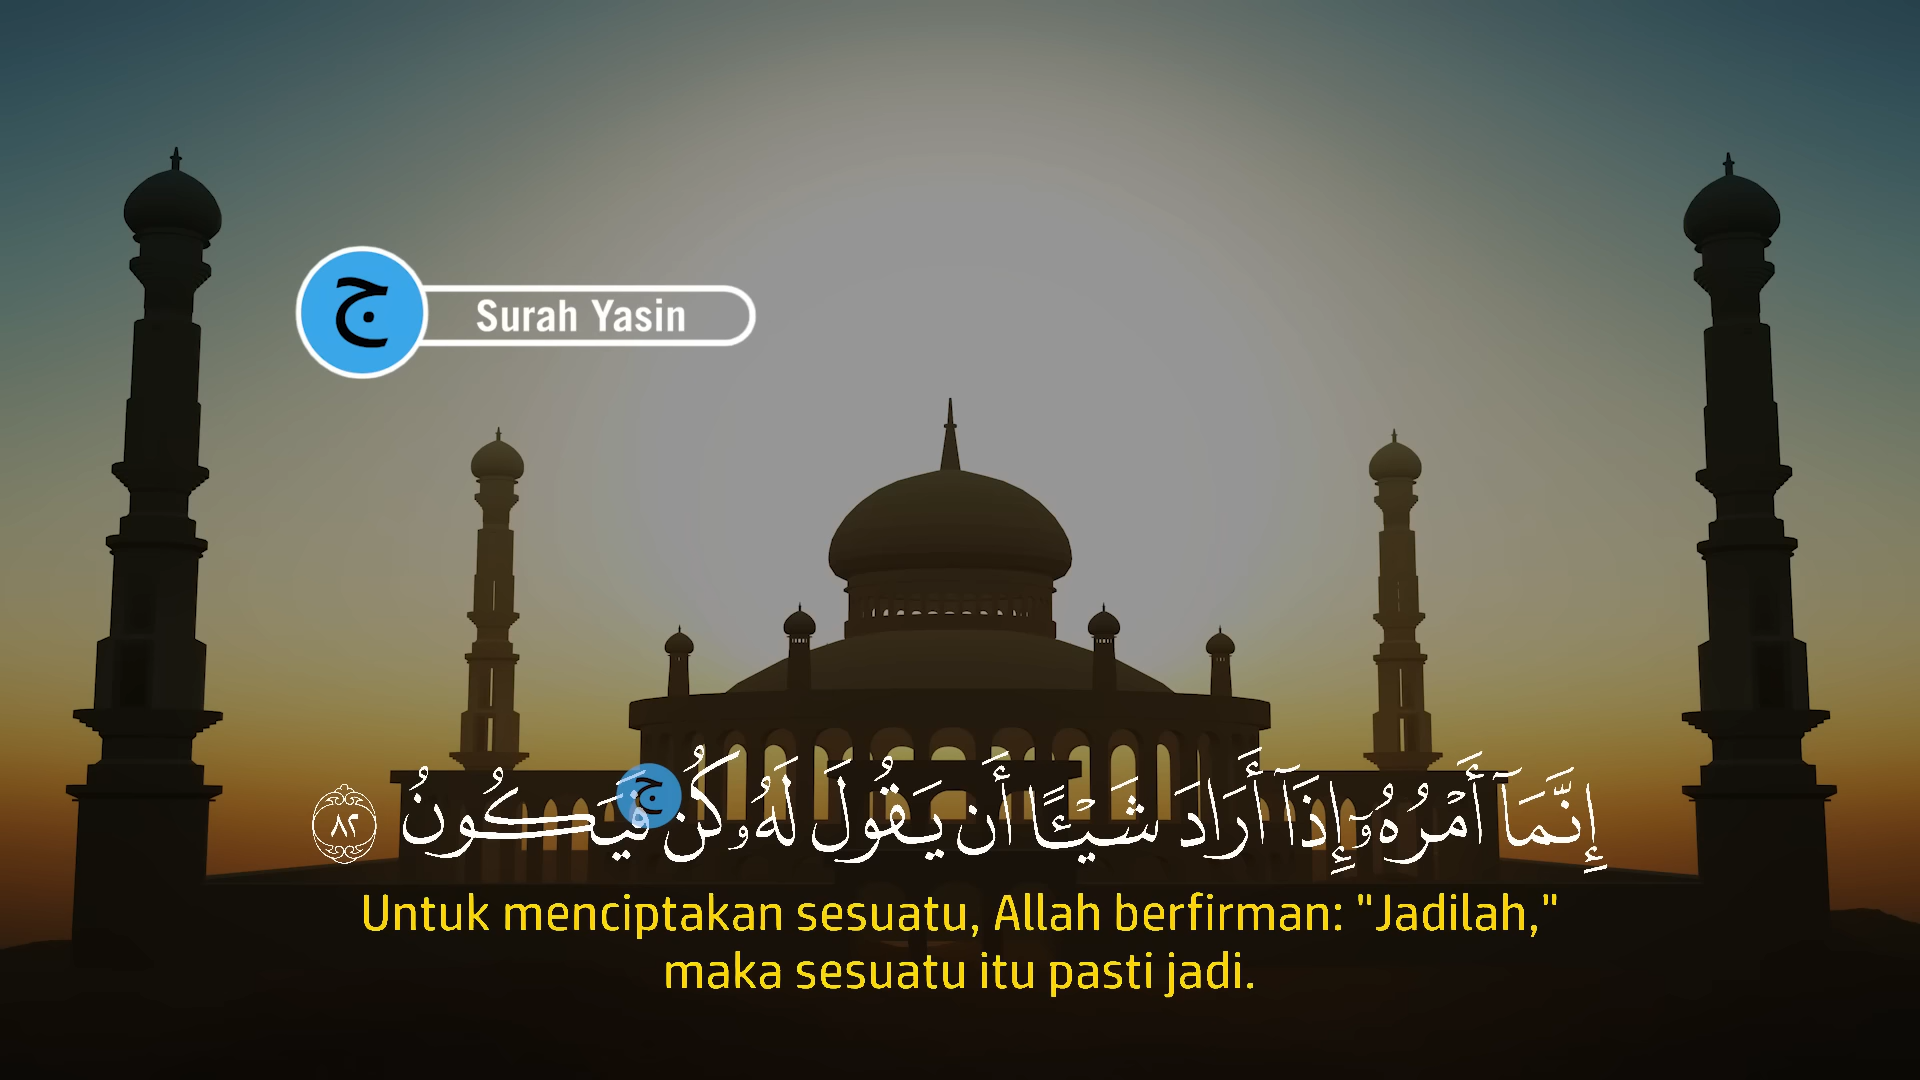 ج
Surah Yasin
إِنَّمَآ أَمْرُهُۥٓ إِذَآ أَرَادَ شَيْـًٔا أَن يَقُولَ لَهُۥ كُن فَيَكُونُ ٨٢
ج
Untuk menciptakan sesuatu, Allah berfirman: "Jadilah,"
maka sesuatu itu pasti jadi.